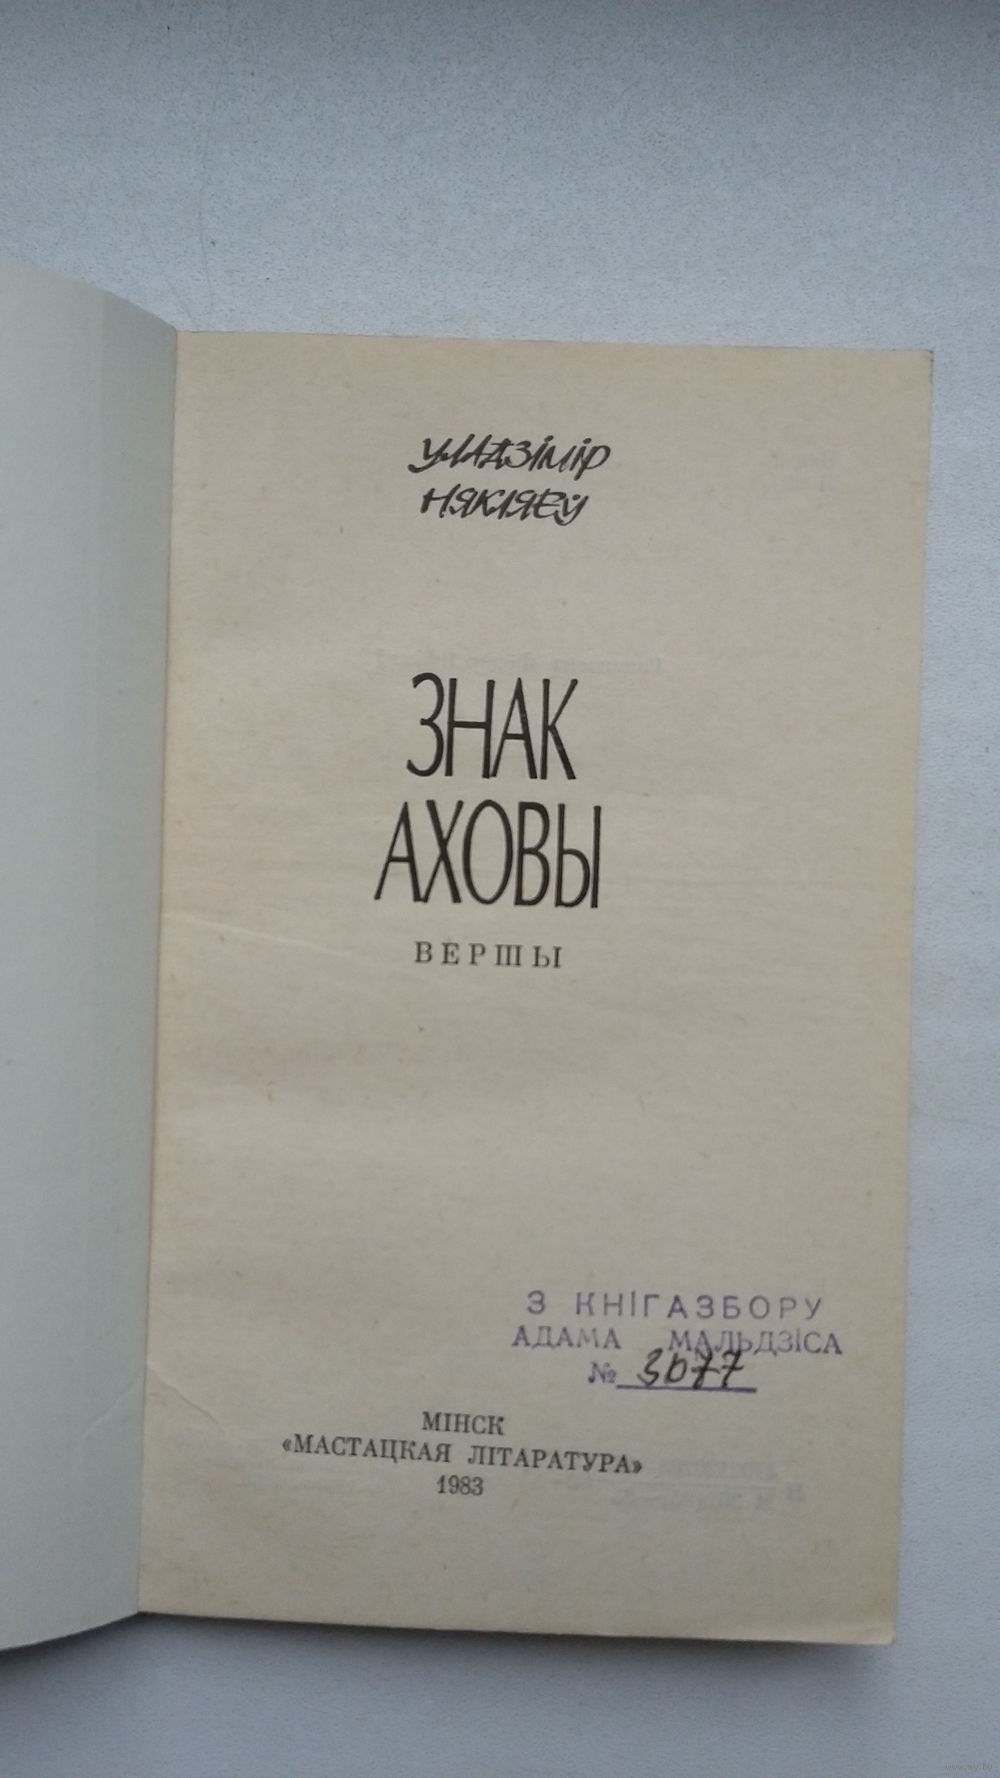 Уладзімір
Някляеў
ЗНАК
АХОВЫ
ВЕРШЫ
З КНІГАЗБОРУ
АДАМА МАЛЬДЗІСА
№ 3077
МІНСК
«МАСТАЦКАЯ ЛІТАРАТУРА»
1983